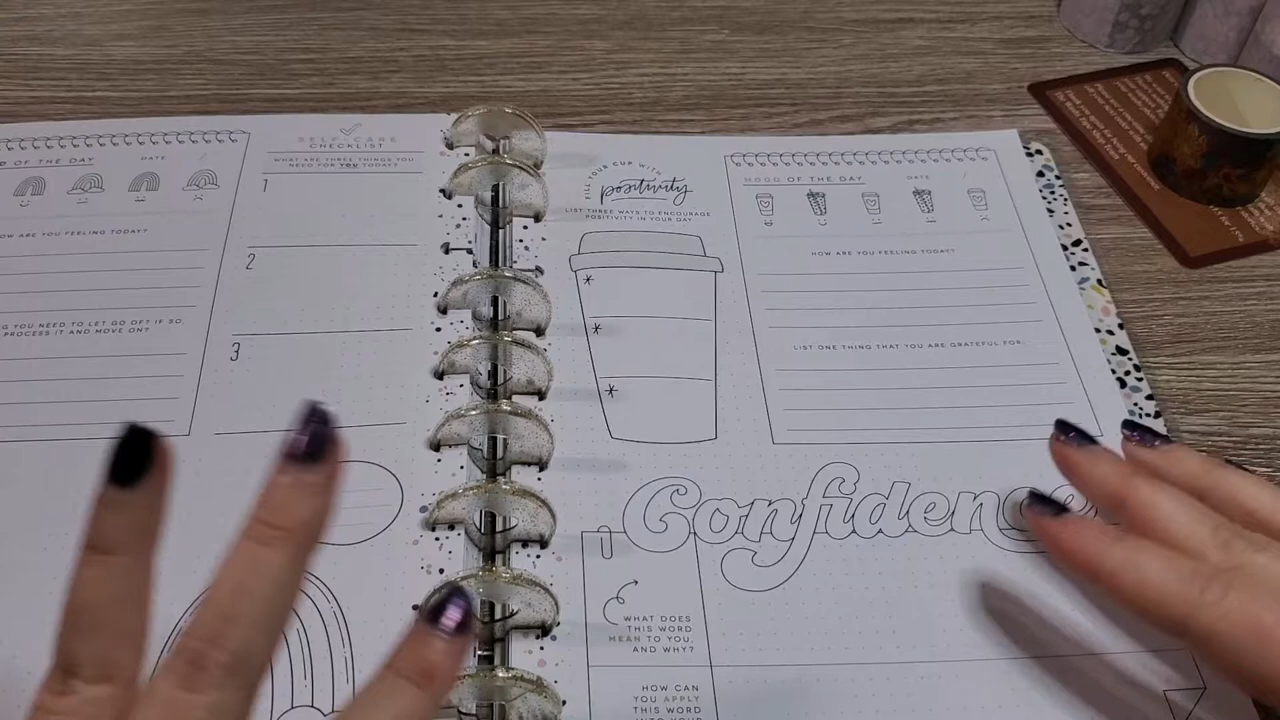 OF THE DAY
DATE
OW ARE YOU FEELING TODAY?
G YOU NEED TO LET GO OF? IF SO,
PROCESS IT AND MOVE ON?
SELF-CARE
CHECKLIST
WHAT ARE THREE THINGS YOU
NEED FOR YOU TODAY?
1
2
3
FILL YOUR CUP WITH
positivity
LIST THREE WAYS TO ENCOURAGE
POSITIVITY IN YOUR DAY
MOOD OF THE DAY
DATE
HOW ARE YOU FEELING TODAY?
LIST ONE THING THAT YOU ARE GRATEFUL FOR:
Confidence
WHAT DOES
THIS WORD
MEAN TO YOU,
AND WHY?
HOW CAN
YOU APPLY
THIS WORD
INTO YOUR